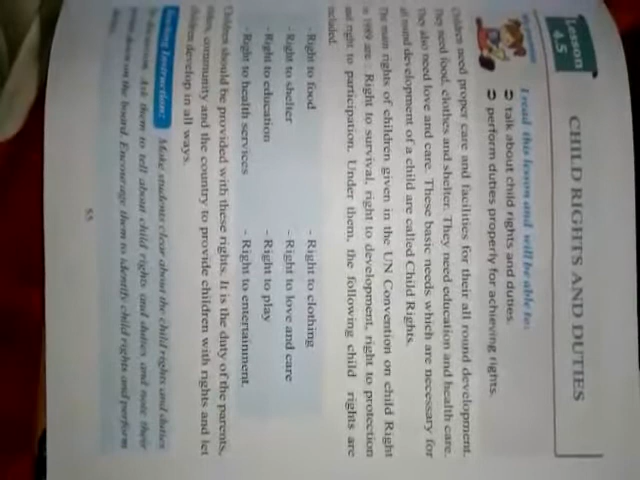 Lesson
4.5
CHILD RIGHTS AND DUTIES
I read this lesson and will be able to:
➲ talk about child rights and duties.
➲ perform duties properly for achieving rights.
Children need proper care and facilities for their all round development.
They need food, clothes and shelter. They need education and health care.
They also need love and care. These basic needs which are necessary for
all round development of a child are called Child Rights.
The main rights of children given in the UN Convention on child Right
in 1989 are : Right to survival, right to development, right to protection
and right to participation. Under them, the following child rights are
included.
- Right to food
- Right to clothing
- Right to shelter
- Right to love and care
- Right to education
- Right to play
- Right to health services
- Right to entertainment.
Children should be provided with these rights. It is the duty of the parents,
community and the country to provide children with rights and let
children develop in all ways.
Teaching Instruction: Make students clear about the child rights and duties
by discussion. Ask them to tell about child rights and duties and note their
down on the board. Encourage them to identify child rights and perform
55